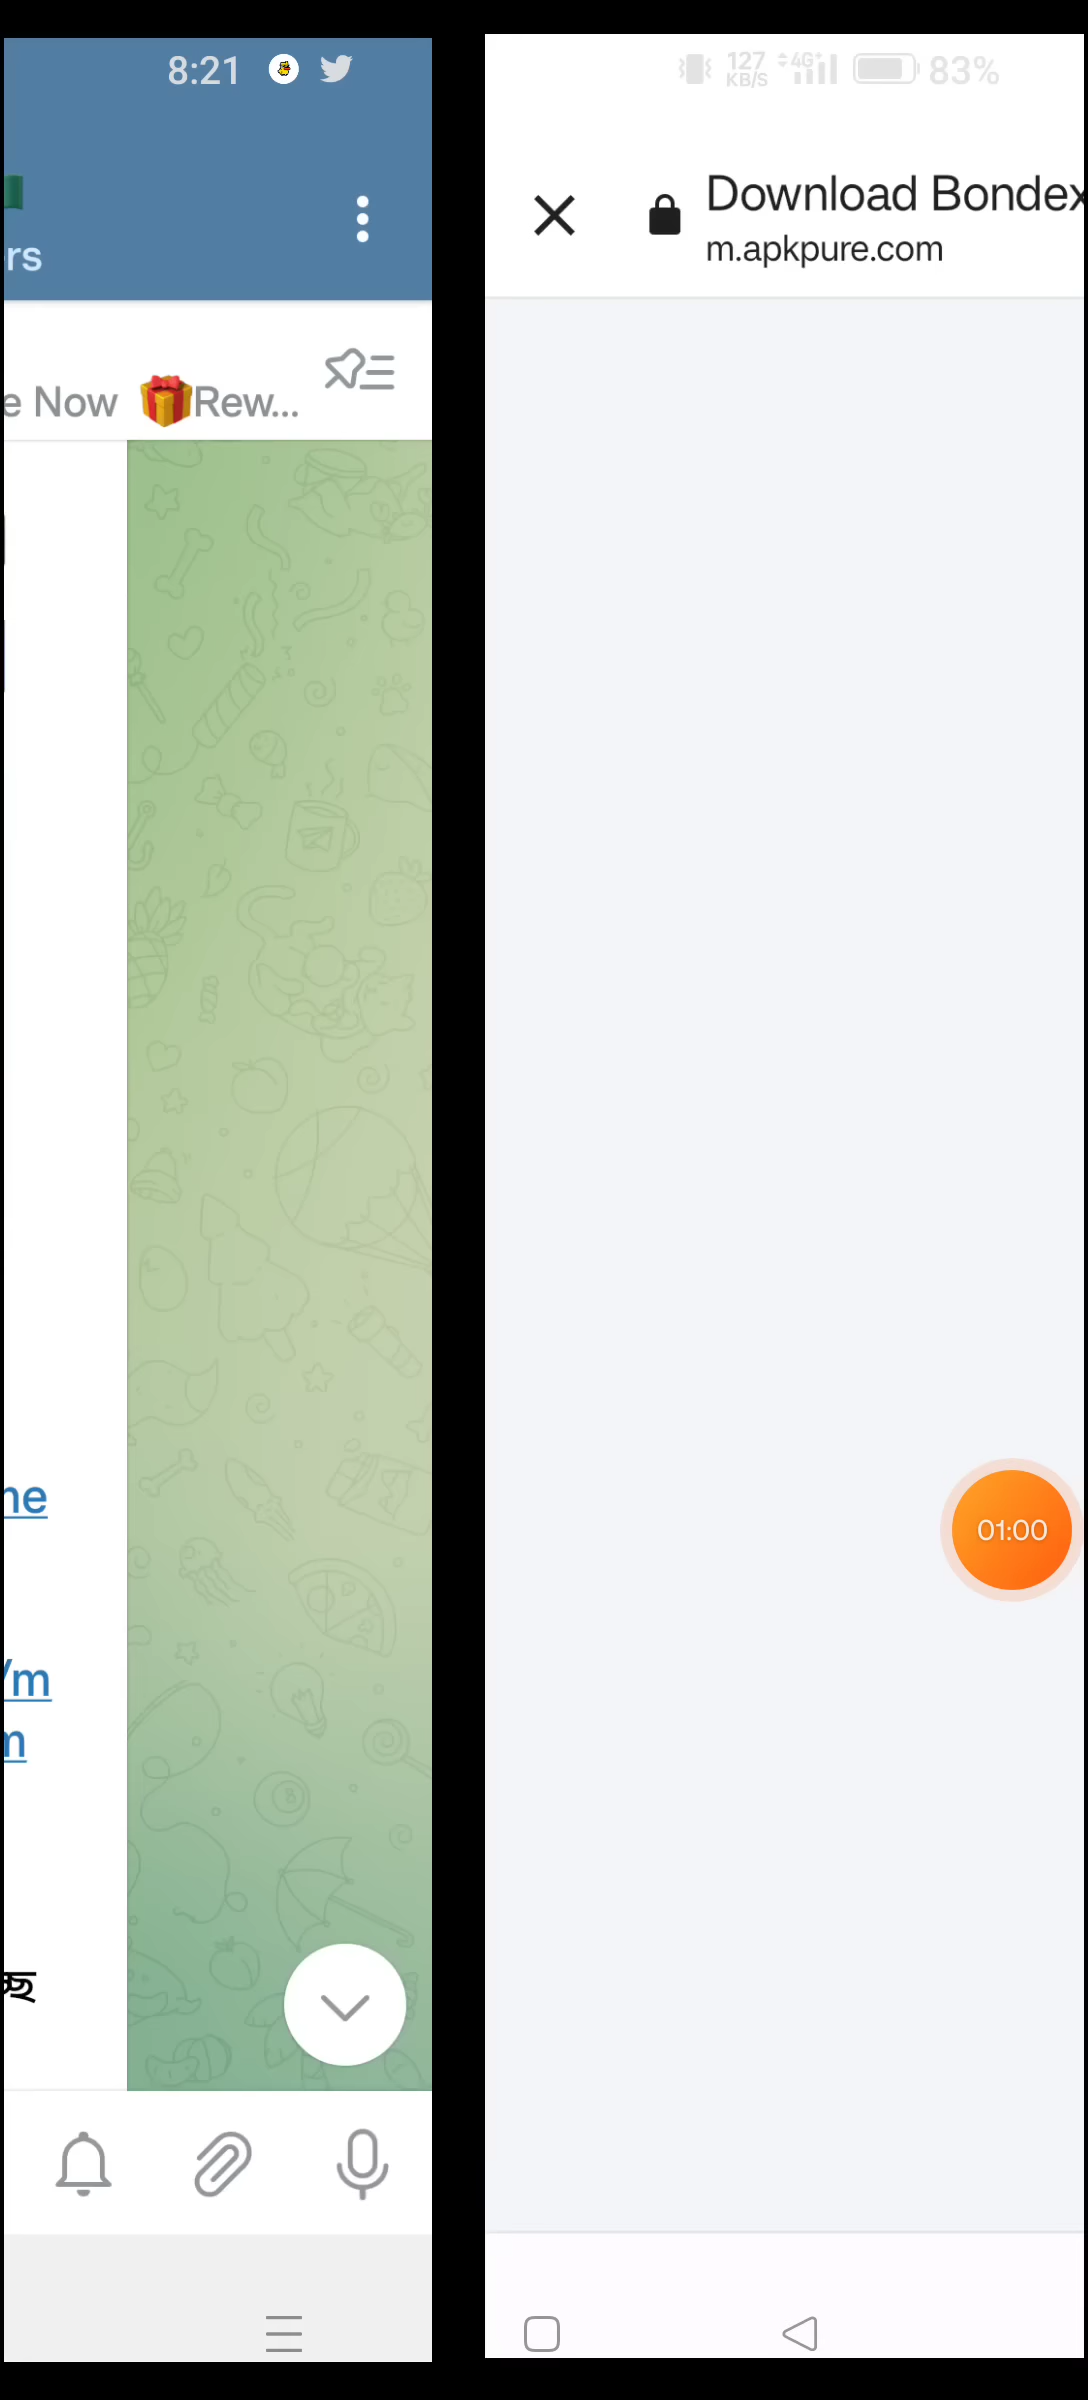 8:21
rs
e Now 🎁Rew...
ne
/m
m
চ্ছ
127
KB/S
4G+
83%
Download Bondex
m.apkpure.com
01:00